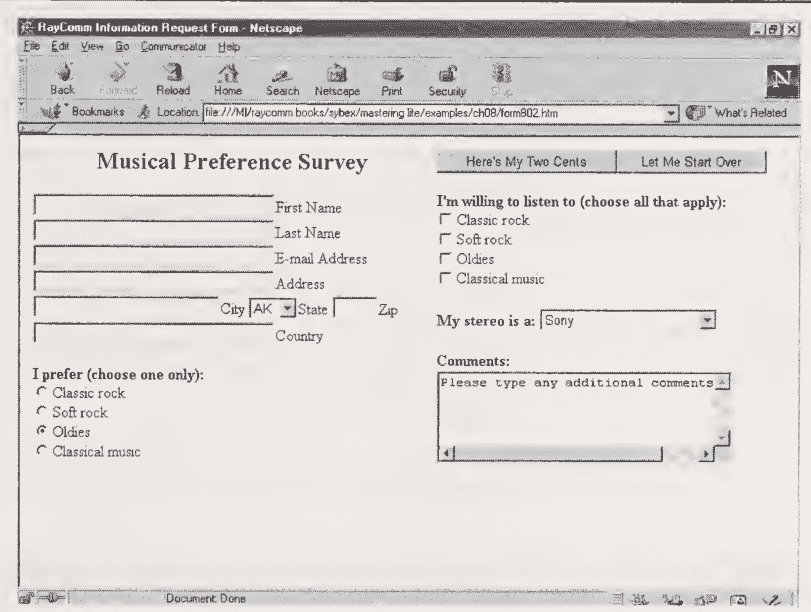 RayComm Information Request Form - Netscape
File Edit View Go Communicator Help
Back Forward Reload Home Search Netscape Print Security Stop
N
Bookmarks Location: file:///M|/raycomm books/sybex/mastering lite/examples/ch08/form802.htm What's Related
Musical Preference Survey
First Name
Last Name
E-mail Address
Address
City AK State Zip
Country
I prefer (choose one only):
Classic rock
Soft rock
Oldies
Classical music
Here's My Two Cents Let Me Start Over
I'm willing to listen to (choose all that apply):
Classic rock
Soft rock
Oldies
Classical music
My stereo is a: Sony
Comments:
Please type any additional comments
Document: Done